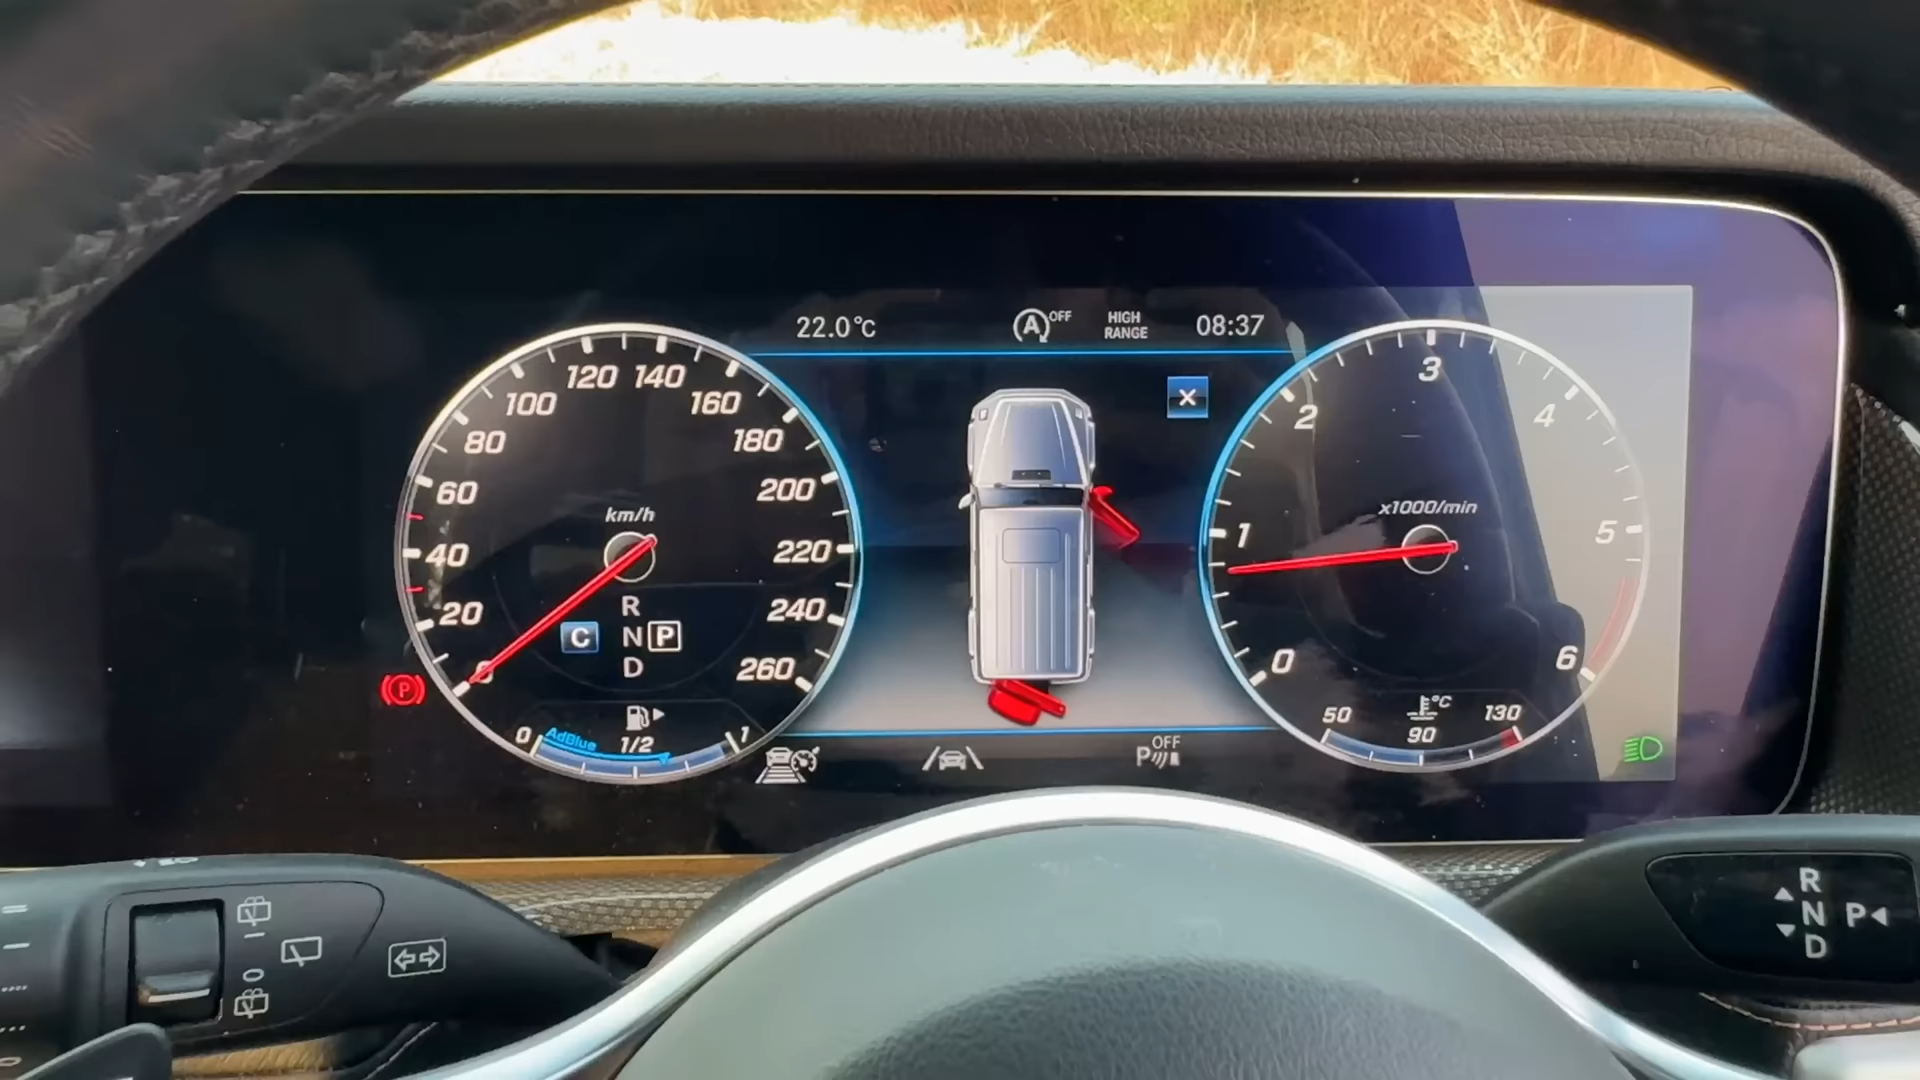 22.0°C
A OFF
HIGH RANGE
08:37
0
20
40
60
80
100
120
140
160
180
200
220
240
260
km/h
R
C
N
P
D
P
0
AdBlue
1/2
1
OFF
P
0
1
2
3
4
5
6
x1000/min
°C
50
90
130
0
R
N
D
P